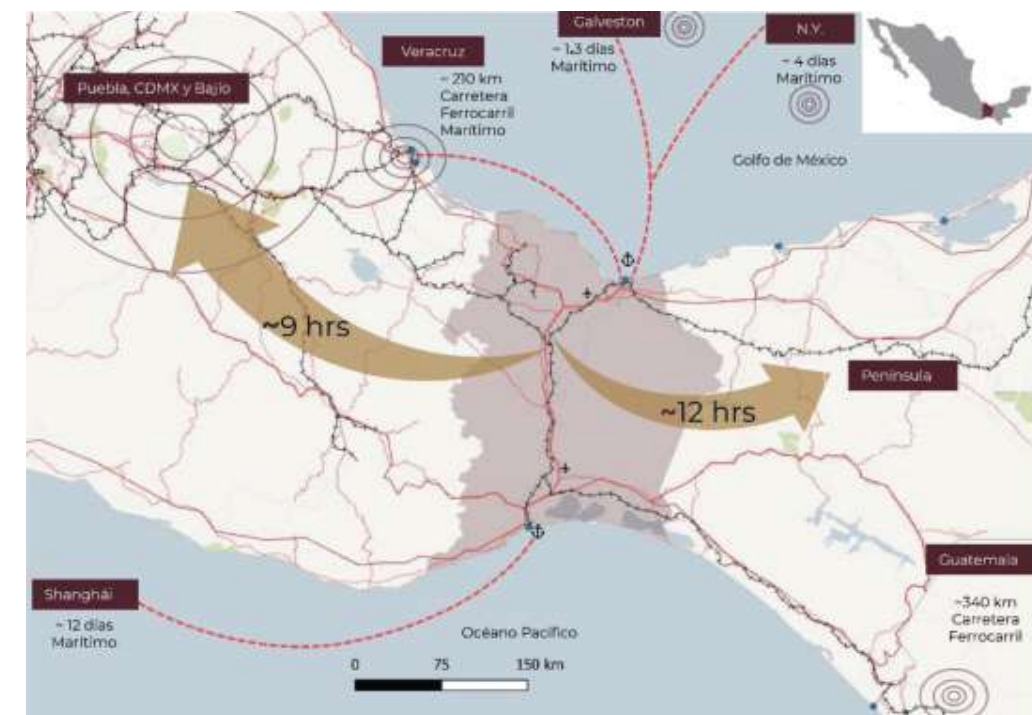 Galveston
~ 1.3 días
Marítimo
N.Y.
~ 4 días
Marítimo
Veracruz
~ 210 km
Carretera
Ferrocarril
Marítimo
Puebla, CDMX y Bajío
Golfo de México
~9 hrs
~12 hrs
Península
Shanghái
~ 12 días
Marítimo
Océano Pacífico
0 75 150 km
Guatemala
~340 km
Carretera
Ferrocarril